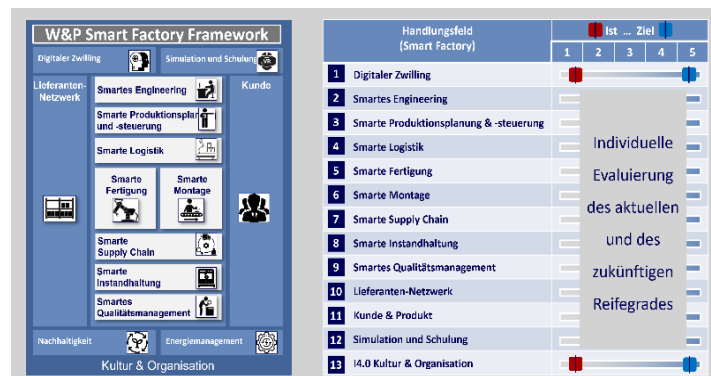 W&P Smart Factory Framework
Digitaler Zwilling
Simulation und Schulung
VR
Lieferanten-
Netzwerk
Kunde
Smartes Engineering
Smarte Produktionsplan
und -steuerung
Smarte Logistik
Smarte
Fertigung
Smarte
Montage
Smarte
Supply Chain
Smarte
Instandhaltung
Smartes
Qualitätsmanagement
Nachhaltigkeit
Energiemanagement
Kultur & Organisation
Handlungsfeld
(Smart Factory)
Ist ... Ziel
1 2 3 4 5
1 Digitaler Zwilling
2 Smartes Engineering
3 Smarte Produktionsplanung & -steuerung
4 Smarte Logistik
5 Smarte Fertigung
6 Smarte Montage
7 Smarte Supply Chain
8 Smarte Instandhaltung
9 Smartes Qualitätsmanagement
10 Lieferanten-Netzwerk
11 Kunde & Produkt
12 Simulation und Schulung
13 I4.0 Kultur & Organisation
Individuelle
Evaluierung
des aktuellen
und des
zukünftigen
Reifegrades